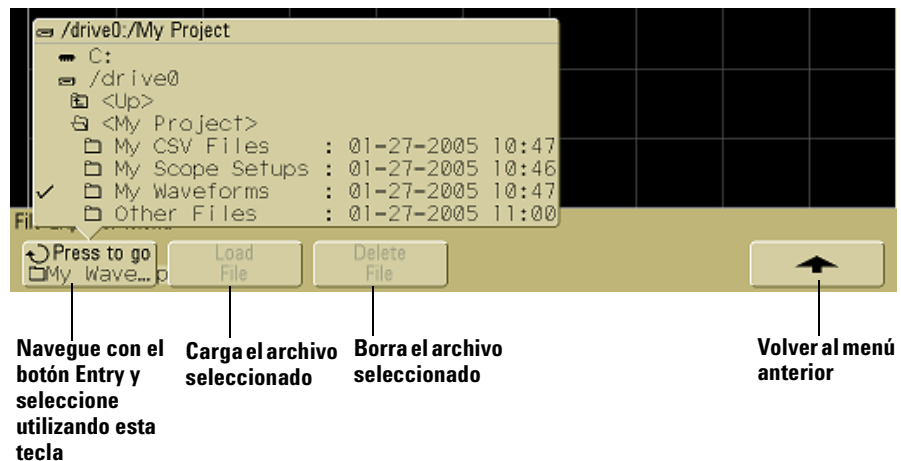 /drive0:/My Project
C:
/drive0
<Up>
<My Project>
My CSV Files : 01-27-2005 10:47
My Scope Setups : 01-27-2005 10:46
My Waveforms : 01-27-2005 10:47
Other Files : 01-27-2005 11:00
Press to go
My Wave... p
Load
File
Delete
File
Navegue con el
botón Entry y
seleccione
utilizando esta
tecla
Carga el archivo
seleccionado
Borra el archivo
seleccionado
Volver al menú
anterior